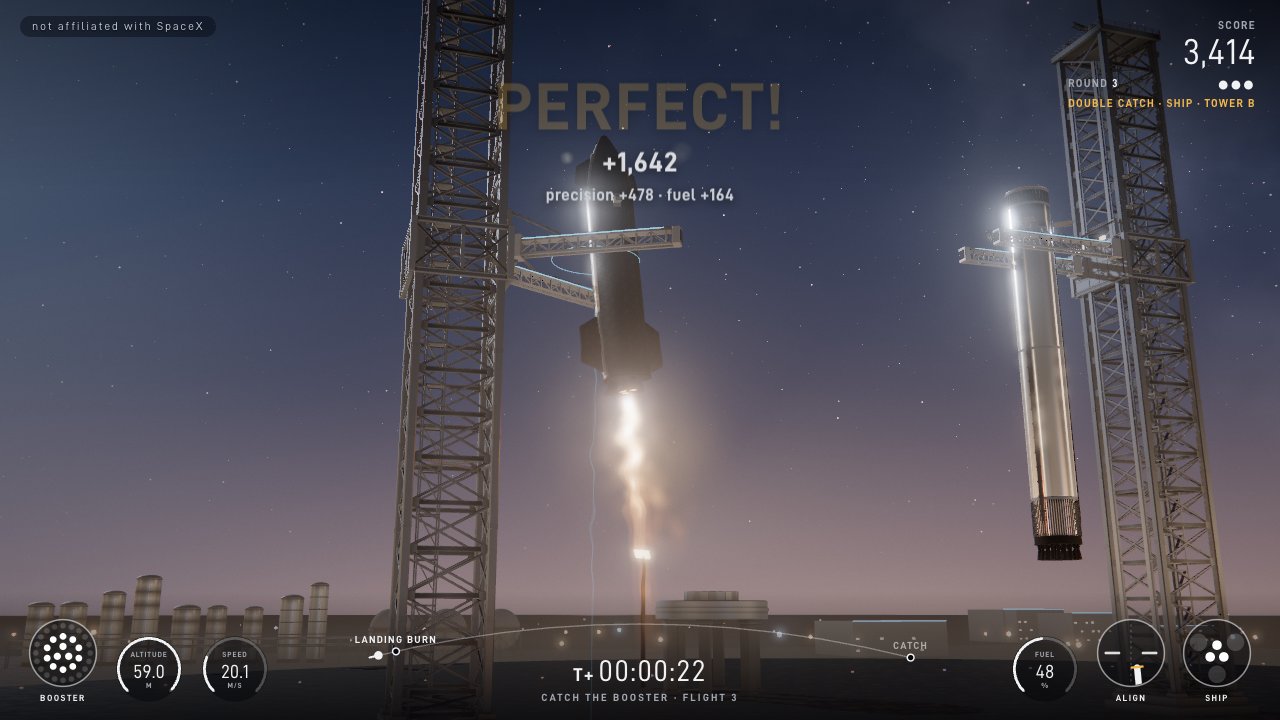 not affiliated with SpaceX
SCORE
3,414
ROUND 3
DOUBLE CATCH · SHIP · TOWER B
PERFECT!
+1,642
precision +478 · fuel +164
LANDING BURN
CATCH
BOOSTER
ALTITUDE
59.0
M
SPEED
20.1
M/S
T+ 00:00:22
CATCH THE BOOSTER · FLIGHT 3
FUEL
48
%
ALIGN
SHIP